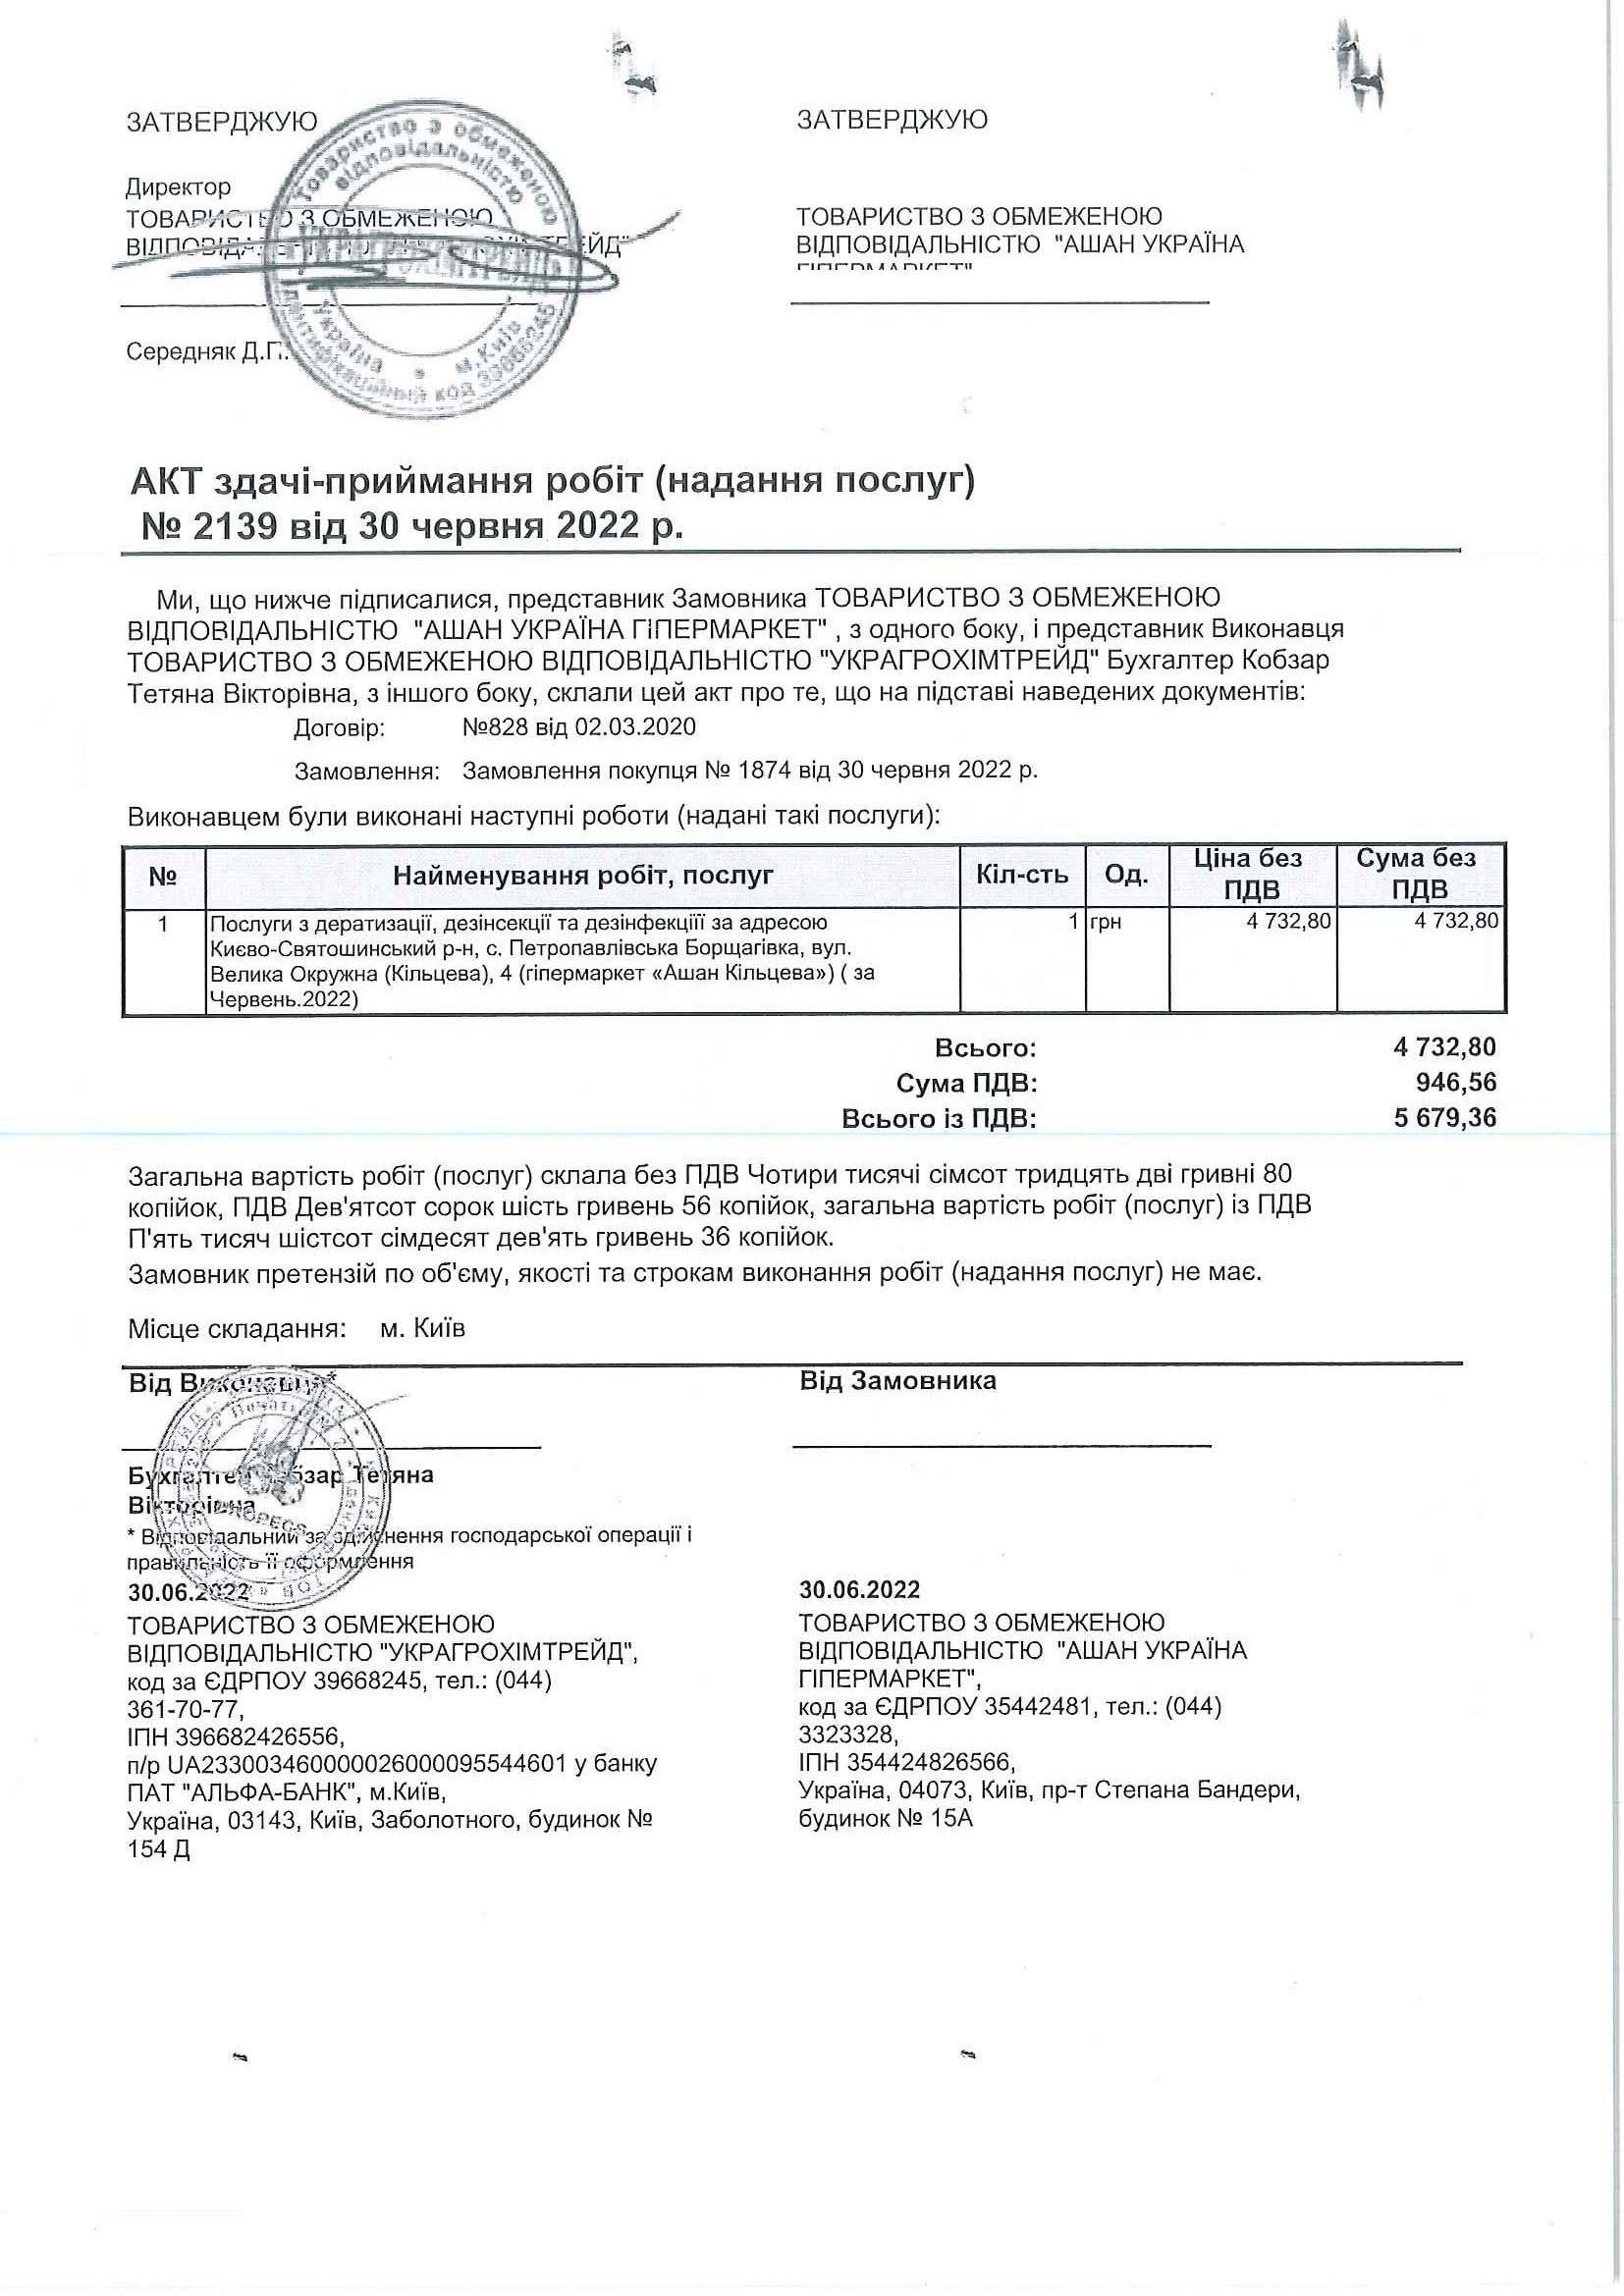 ЗАТВЕРДЖУЮ
ЗАТВЕРДЖУЮ
Директор
ТОВАРИСТВО З ОБМЕЖЕНОЮ
ТОВАРИСТВО З ОБМЕЖЕНОЮ
ВІДПОВІДАЛЬНІСТЮ "АШАН УКРАЇНА
ГІПЕРМАРКЕТ"
Середняк Д.Г.
Товариство з обмеженою
відповідальністю
Україна
м.Київ
код 39668245
АКТ здачі-приймання робіт (надання послуг)
№ 2139 від 30 червня 2022 р.
Ми, що нижче підписалися, представник Замовника ТОВАРИСТВО З ОБМЕЖЕНОЮ
ВІДПОВІДАЛЬНІСТЮ "АШАН УКРАЇНА ГІПЕРМАРКЕТ" , з одного боку, і представник Виконавця
ТОВАРИСТВО З ОБМЕЖЕНОЮ ВІДПОВІДАЛЬНІСТЮ "УКРАГРОХІМТРЕЙД" Бухгалтер Кобзар
Тетяна Вікторівна, з іншого боку, склали цей акт про те, що на підставі наведених документів:
Договір: №828 від 02.03.2020
Замовлення: Замовлення покупця № 1874 від 30 червня 2022 р.
Виконавцем були виконані наступні роботи (надані такі послуги):
№ Найменування робіт, послуг Кіл-сть Од. Ціна без ПДВ Сума без ПДВ
1 Послуги з дератизації, дезінсекції та дезінфекціїї за адресою 1 грн 4 732,80 4 732,80
Києво-Святошинський р-н, с. Петропавлівська Борщагівка, вул.
Велика Окружна (Кільцева), 4 (гіпермаркет «Ашан Кільцева») ( за
Червень.2022)
Всього: 4 732,80
Сума ПДВ: 946,56
Всього із ПДВ: 5 679,36
Загальна вартість робіт (послуг) склала без ПДВ Чотири тисячі сімсот тридцять дві гривні 80
копійок, ПДВ Дев'ятсот сорок шість гривень 56 копійок, загальна вартість робіт (послуг) із ПДВ
П'ять тисяч шістсот сімдесят дев'ять гривень 36 копійок.
Замовник претензій по об'єму, якості та строкам виконання робіт (надання послуг) не має.
Місце складання: м. Київ
Від Виконавця*
Від Замовника
Бухгалтер Кобзар Тетяна
Вікторівна
* Відповідальний за здійснення господарської операції і
правильність її оформлення
30.06.2022
ТОВАРИСТВО З ОБМЕЖЕНОЮ
ВІДПОВІДАЛЬНІСТЮ "УКРАГРОХІМТРЕЙД",
код за ЄДРПОУ 39668245, тел.: (044)
361-70-77,
ІПН 396682426556,
п/р UA233003460000026000095544601 у банку
ПАТ "АЛЬФА-БАНК", м.Київ,
Україна, 03143, Київ, Заболотного, будинок №
154 Д
30.06.2022
ТОВАРИСТВО З ОБМЕЖЕНОЮ
ВІДПОВІДАЛЬНІСТЮ "АШАН УКРАЇНА
ГІПЕРМАРКЕТ",
код за ЄДРПОУ 35442481, тел.: (044)
3323328,
ІПН 354424826566,
Україна, 04073, Київ, пр-т Степана Бандери,
будинок № 15А